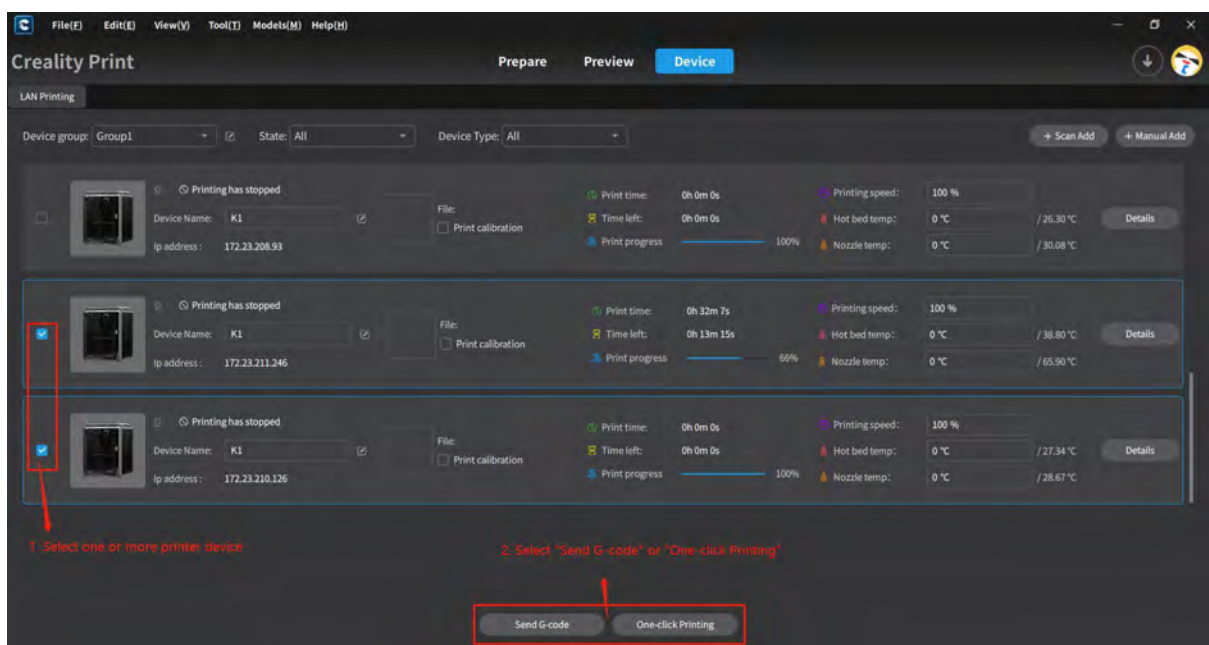 File(F) Edit(E) View(V) Tool(T) Models(M) Help(H)
Creality Print Prepare Preview Device
LAN Printing
Device group: Group1 State: All Device Type: All + Scan Add + Manual Add
Printing has stopped
Device Name: K1
Ip address : 172.23.208.93
File:
Print calibration
Print time: 0h 0m 0s
Time left: 0h 0m 0s
Print progress 100%
Printing speed: 100 %
Hot bed temp: 0 °C / 26.30 °C
Nozzle temp: 0 °C / 30.08 °C
Details
Printing has stopped
Device Name: K1
Ip address : 172.23.211.246
File:
Print calibration
Print time: 0h 32m 7s
Time left: 0h 13m 15s
Print progress 66%
Printing speed: 100 %
Hot bed temp: 0 °C / 38.80 °C
Nozzle temp: 0 °C / 65.90 °C
Details
Printing has stopped
Device Name: K1
Ip address : 172.23.210.126
File:
Print calibration
Print time: 0h 0m 0s
Time left: 0h 0m 0s
Print progress 100%
Printing speed: 100 %
Hot bed temp: 0 °C / 27.34 °C
Nozzle temp: 0 °C / 28.67 °C
Details
1. Select one or more printer device
2. Select "Send G-code" or "One-click Printing"
Send G-code One-click Printing